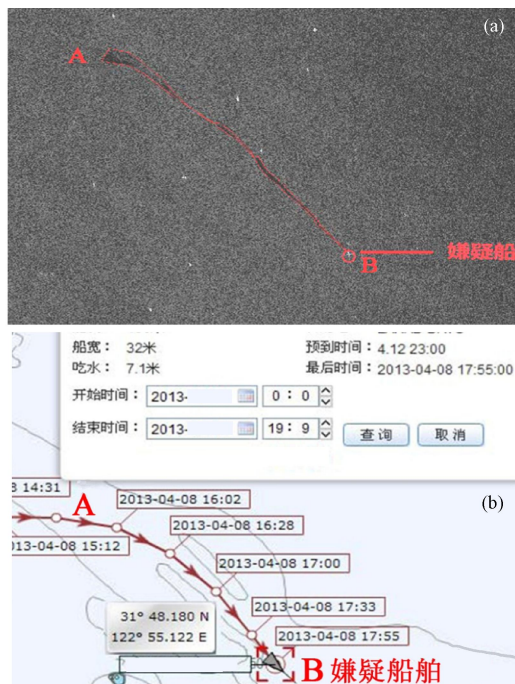 (a)
A
B
嫌疑船
船宽： 32米
预到时间：4.12 23:00
吃水： 7.1米
最后时间：2013-04-08 17:55:00
开始时间： 2013- 0 : 0
结束时间： 2013- 19 : 9 查询 取消
8 14:31
A
2013-04-08 16:02
(b)
013-04-08 15:12
2013-04-08 16:28
2013-04-08 17:00
31° 48.180 N
122° 55.122 E
2013-04-08 17:33
2013-04-08 17:55
B 嫌疑船舶